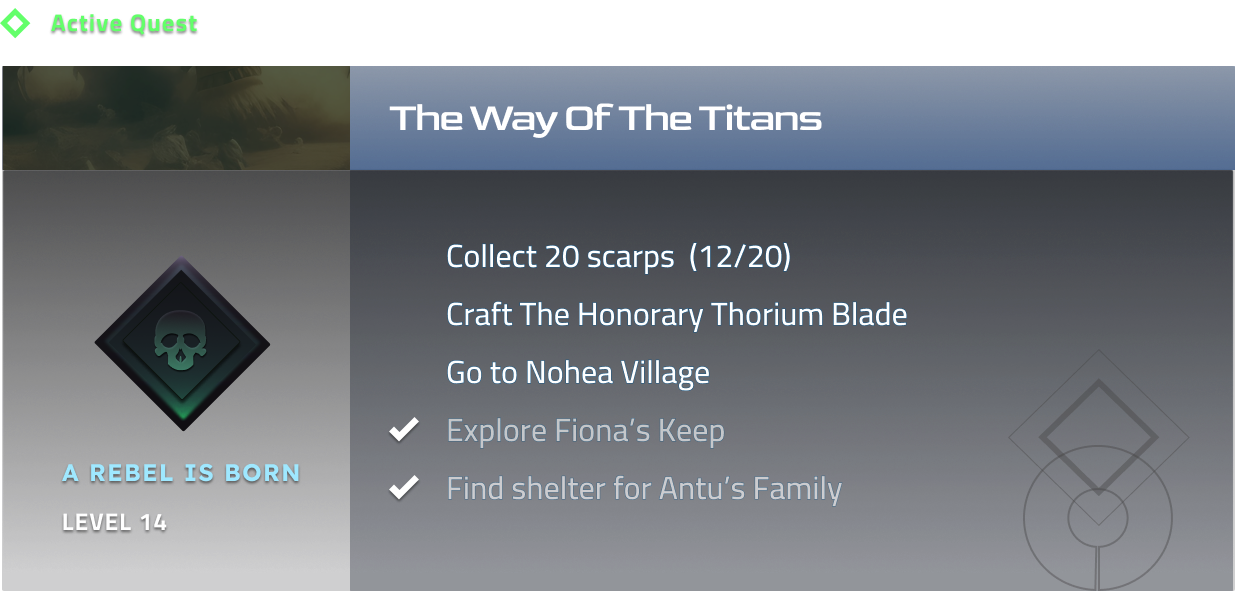 Active Quest
The Way Of The Titans
Collect 20 scarps (12/20)
Craft The Honorary Thorium Blade
Go to Nohea Village
Explore Fiona’s Keep
Find shelter for Antu’s Family
A REBEL IS BORN
LEVEL 14